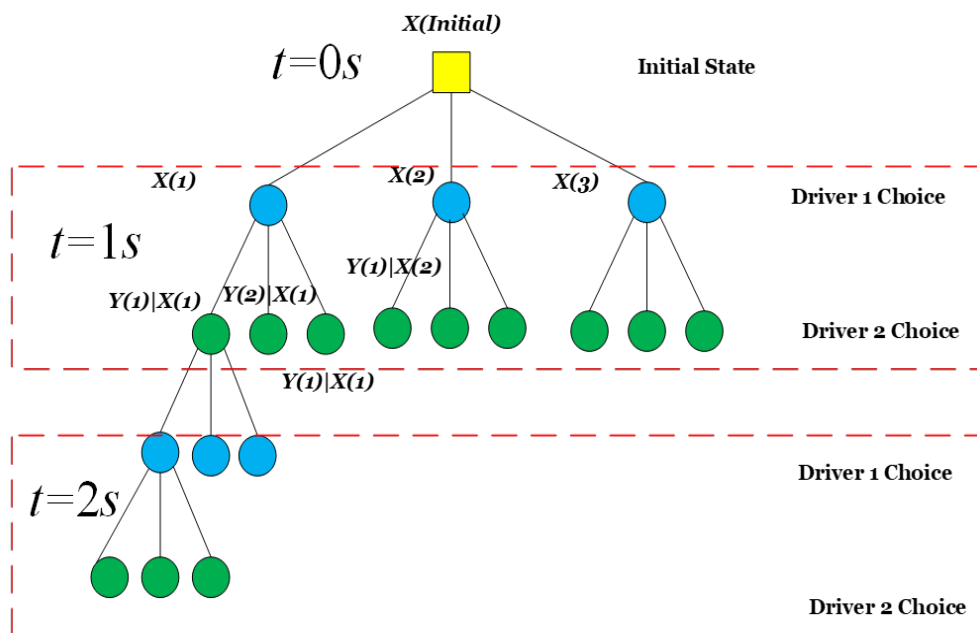 X(Initial)
t=0s
Initial State
X(1)
X(2)
X(3)
Driver 1 Choice
t=1s
Y(1)|X(1)
Y(2)|X(1)
Y(1)|X(2)
Driver 2 Choice
Y(1)|X(1)
Driver 1 Choice
t=2s
Driver 2 Choice